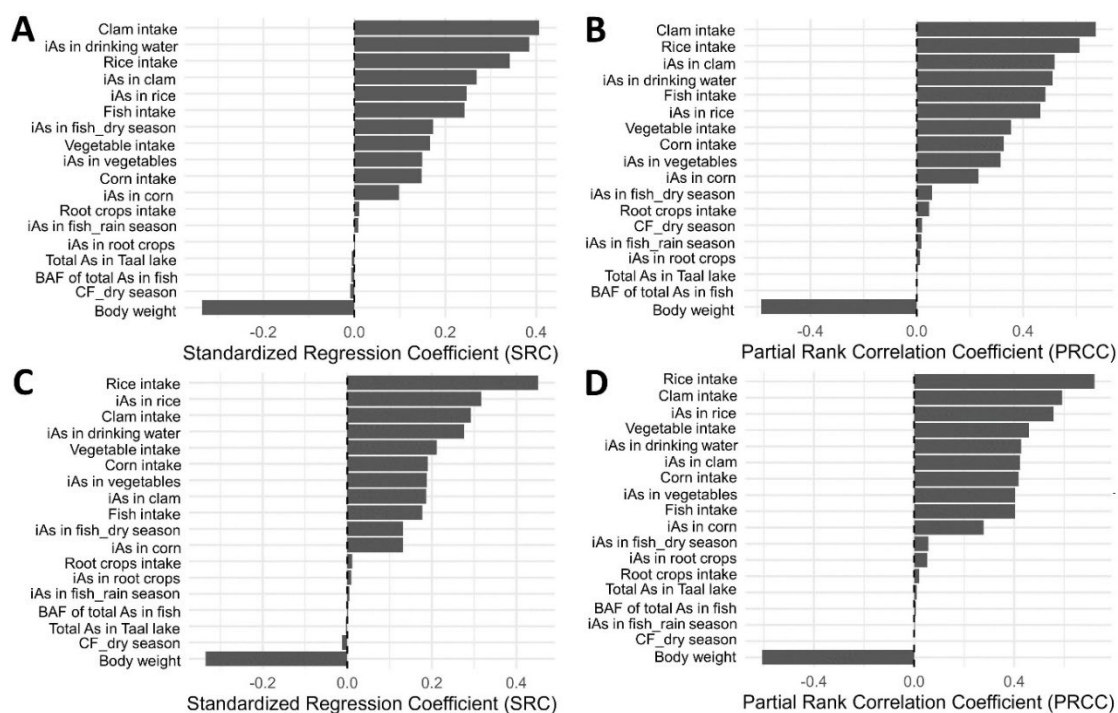 A
Clam intake
iAs in drinking water
Rice intake
iAs in clam
iAs in rice
Fish intake
iAs in fish_dry season
Vegetable intake
iAs in vegetables
Corn intake
iAs in corn
Root crops intake
iAs in fish_rain season
iAs in root crops
Total As in Taal lake
BAF of total As in fish
CF_dry season
Body weight
-0.2 0.0 0.2 0.4
Standardized Regression Coefficient (SRC)
B
Clam intake
Rice intake
iAs in clam
iAs in drinking water
Fish intake
iAs in rice
Vegetable intake
Corn intake
iAs in vegetables
iAs in corn
iAs in fish_dry season
Root crops intake
CF_dry season
iAs in fish_rain season
iAs in root crops
Total As in Taal lake
BAF of total As in fish
Body weight
-0.4 0.0 0.4
Partial Rank Correlation Coefficient (PRCC)
C
Rice intake
iAs in rice
Clam intake
iAs in drinking water
Vegetable intake
Corn intake
iAs in vegetables
iAs in clam
Fish intake
iAs in fish_dry season
iAs in corn
Root crops intake
iAs in root crops
iAs in fish_rain season
BAF of total As in fish
Total As in Taal lake
CF_dry season
Body weight
-0.2 0.0 0.2 0.4
Standardized Regression Coefficient (SRC)
D
Rice intake
Clam intake
iAs in rice
Vegetable intake
iAs in drinking water
iAs in clam
Corn intake
iAs in vegetables
Fish intake
iAs in corn
iAs in fish_dry season
iAs in root crops
Root crops intake
Total As in Taal lake
BAF of total As in fish
iAs in fish_rain season
CF_dry season
Body weight
-0.4 0.0 0.4
Partial Rank Correlation Coefficient (PRCC)